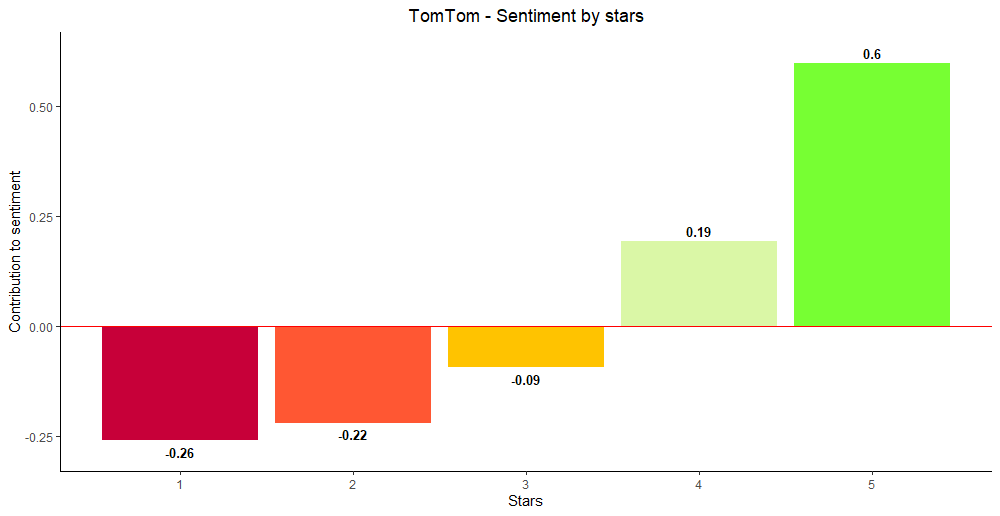 TomTom - Sentiment by stars
0.6
0.50
0.25
0.19
Contribution to sentiment
0.00
-0.09
-0.22
-0.25
-0.26
1 2 3 4 5
Stars